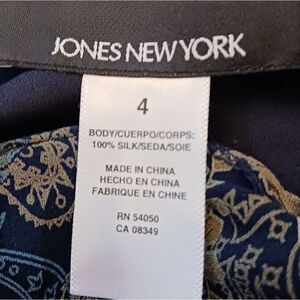 JONES NEW YORK
4
BODY/CUERPO/CORPS:
100% SILK/SEDA/SOIE
MADE IN CHINA
HECHO EN CHINA
FABRIQUE EN CHINE
RN 54050
CA 08349